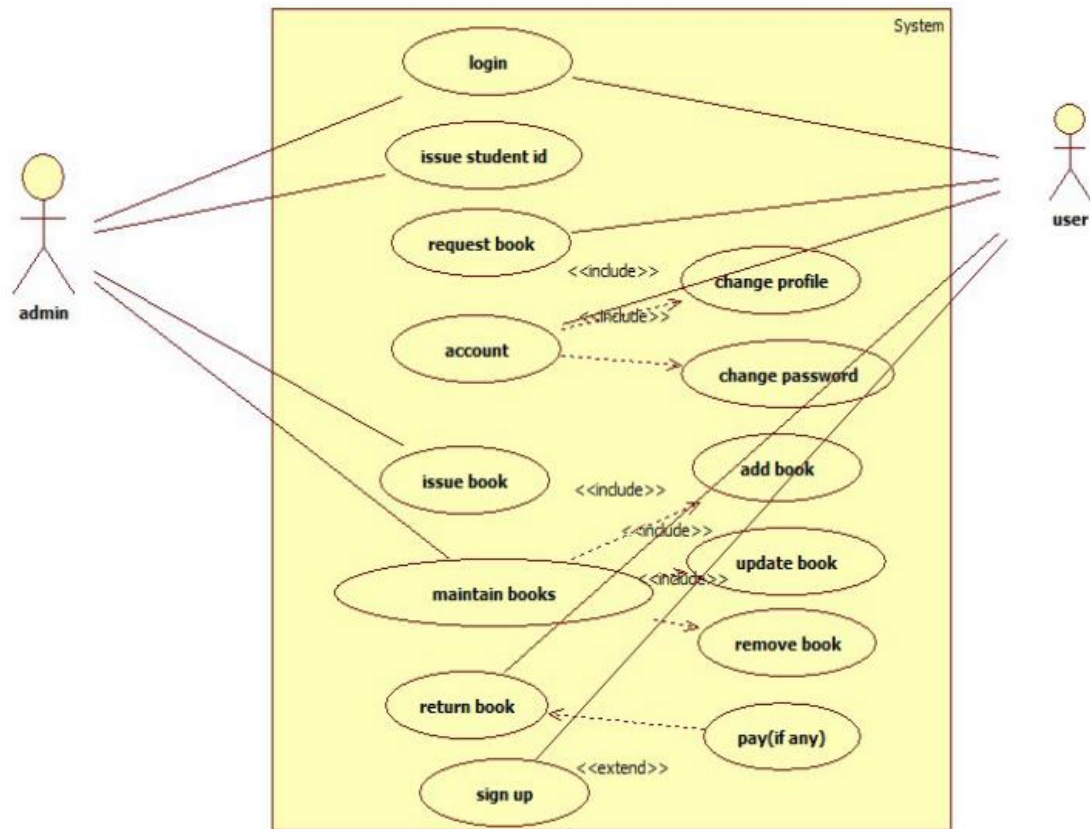 System
login
issue student id
request book
user
<<include>>
change profile
admin
<<include>>
account
change password
add book
issue book
<<include>>
<<include>>
update book
<<include>>
maintain books
remove book
return book
pay(if any)
<<extend>>
sign up